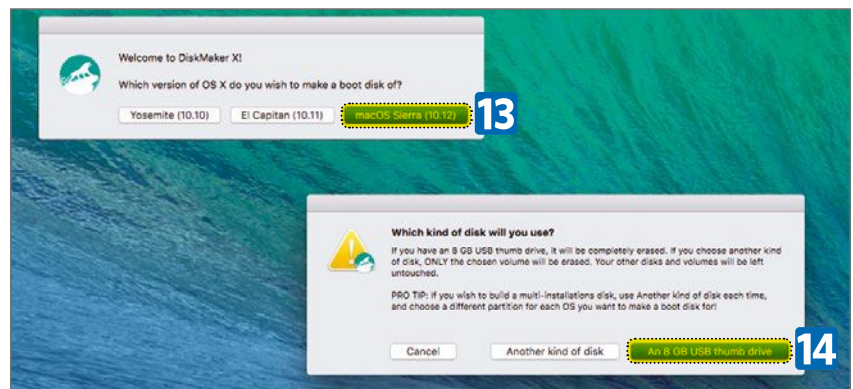 Welcome to DiskMaker X!
Which version of OS X do you wish to make a boot disk of?
Yosemite (10.10) El Capitan (10.11) macOS Sierra (10.12)
13
Which kind of disk will you use?
If you have an 8 GB USB thumb drive, it will be completely erased. If you choose another kind
of disk, ONLY the chosen volume will be erased. Your other disks and volumes will be left
untouched.
PRO TIP: if you wish to build a multi-installations disk, use Another kind of disk each time,
and choose a different partition for each OS you want to make a boot disk for!
Cancel Another kind of disk An 8 GB USB thumb drive
14